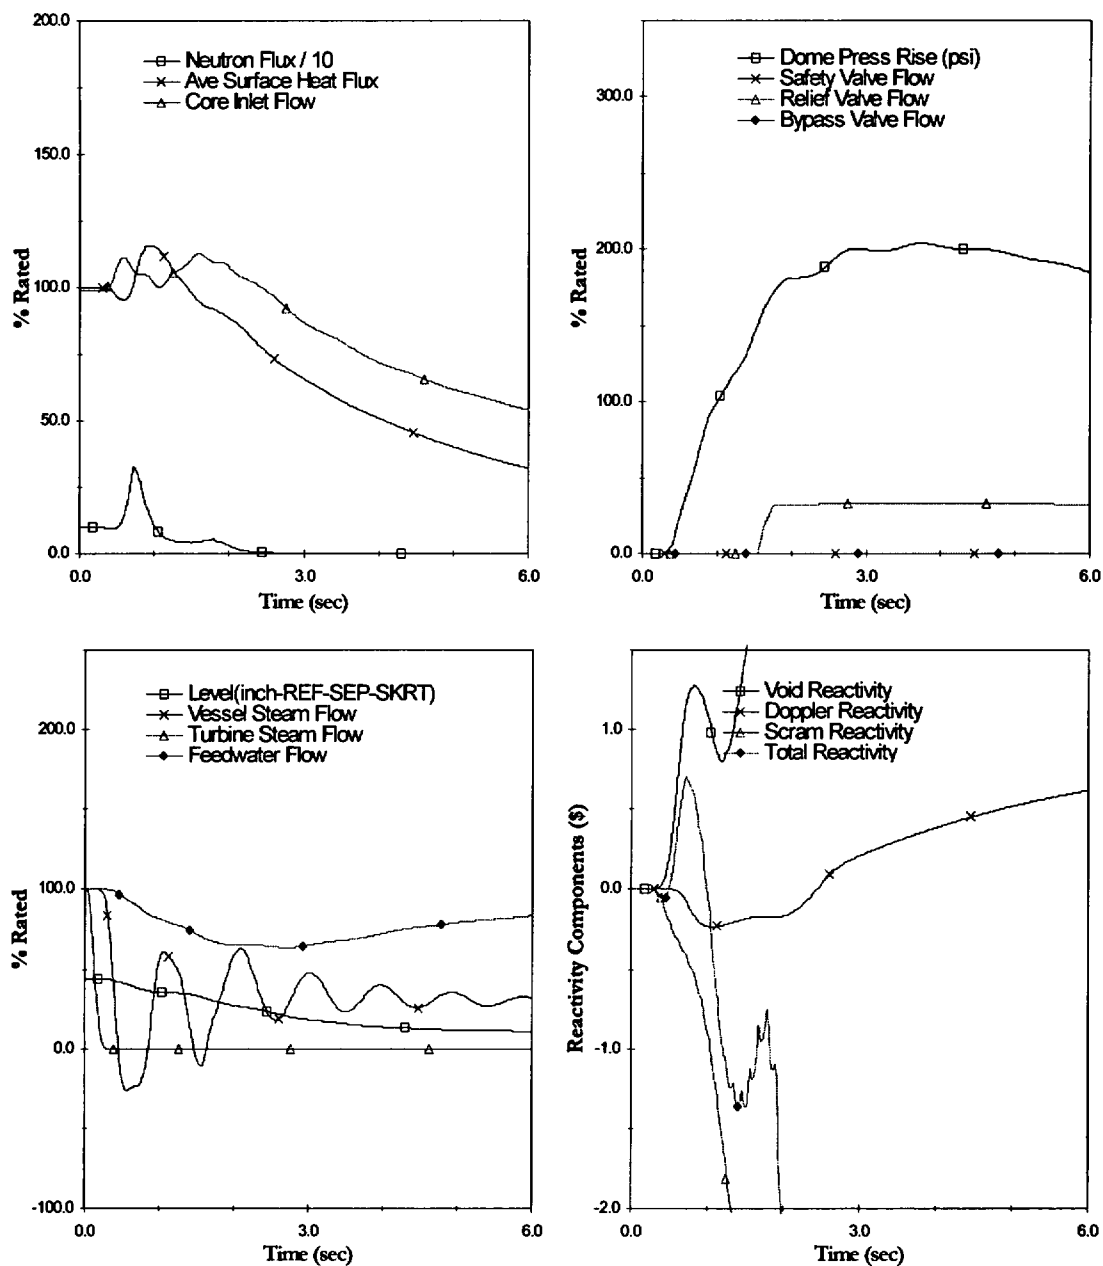 200.0
Neutron Flux / 10
Ave Surface Heat Flux
Core Inlet Flow
150.0
% Rated
100.0
50.0
0.0
0.0 3.0 6.0
Time (sec)
Dome Press Rise (psi)
Safety Valve Flow
Relief Valve Flow
Bypass Valve Flow
300.0
200.0
% Rated
100.0
0.0
0.0 3.0 6.0
Time (sec)
Level(inch-REF-SEP-SKRT)
Vessel Steam Flow
Turbine Steam Flow
Feedwater Flow
200.0
100.0
% Rated
0.0
-100.0
0.0 3.0 6.0
Time (sec)
Void Reactivity
Doppler Reactivity
Scram Reactivity
Total Reactivity
1.0
Reactivity Components ($)
0.0
-1.0
-2.0
0.0 3.0 6.0
Time (sec)